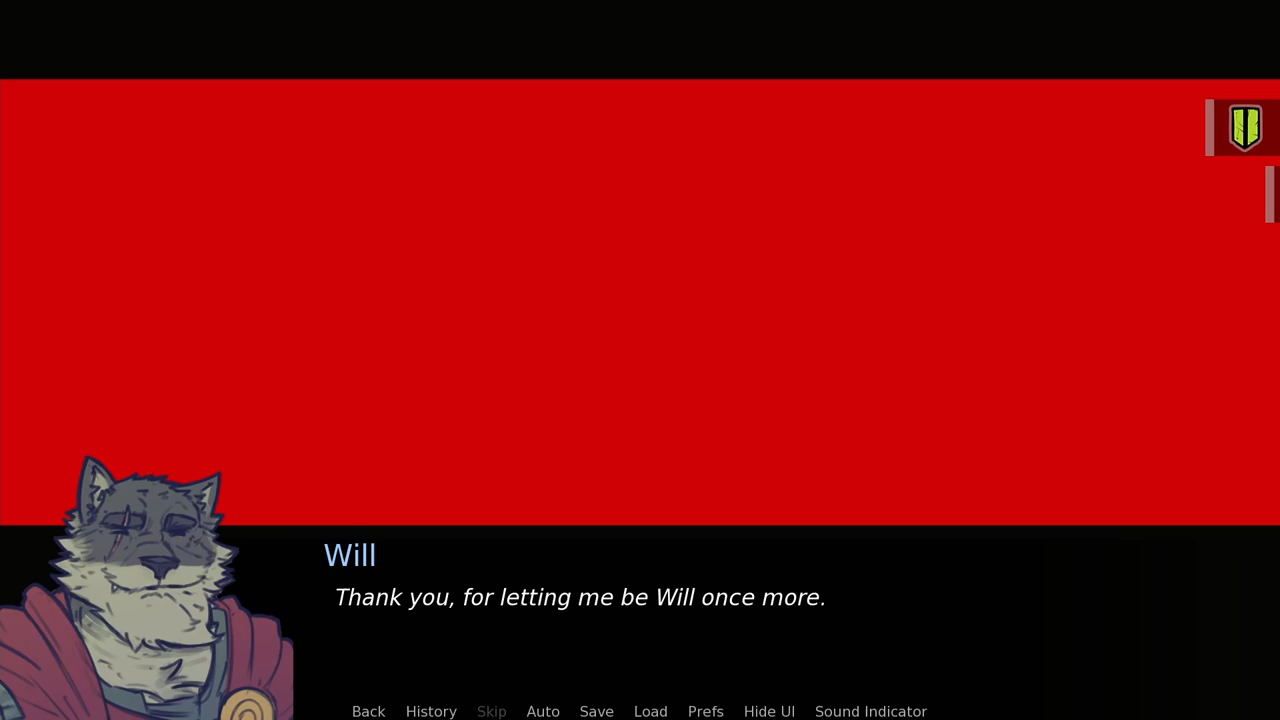 Will
Thank you, for letting me be Will once more.
Back History Skip Auto Save Load Prefs Hide UI Sound Indicator